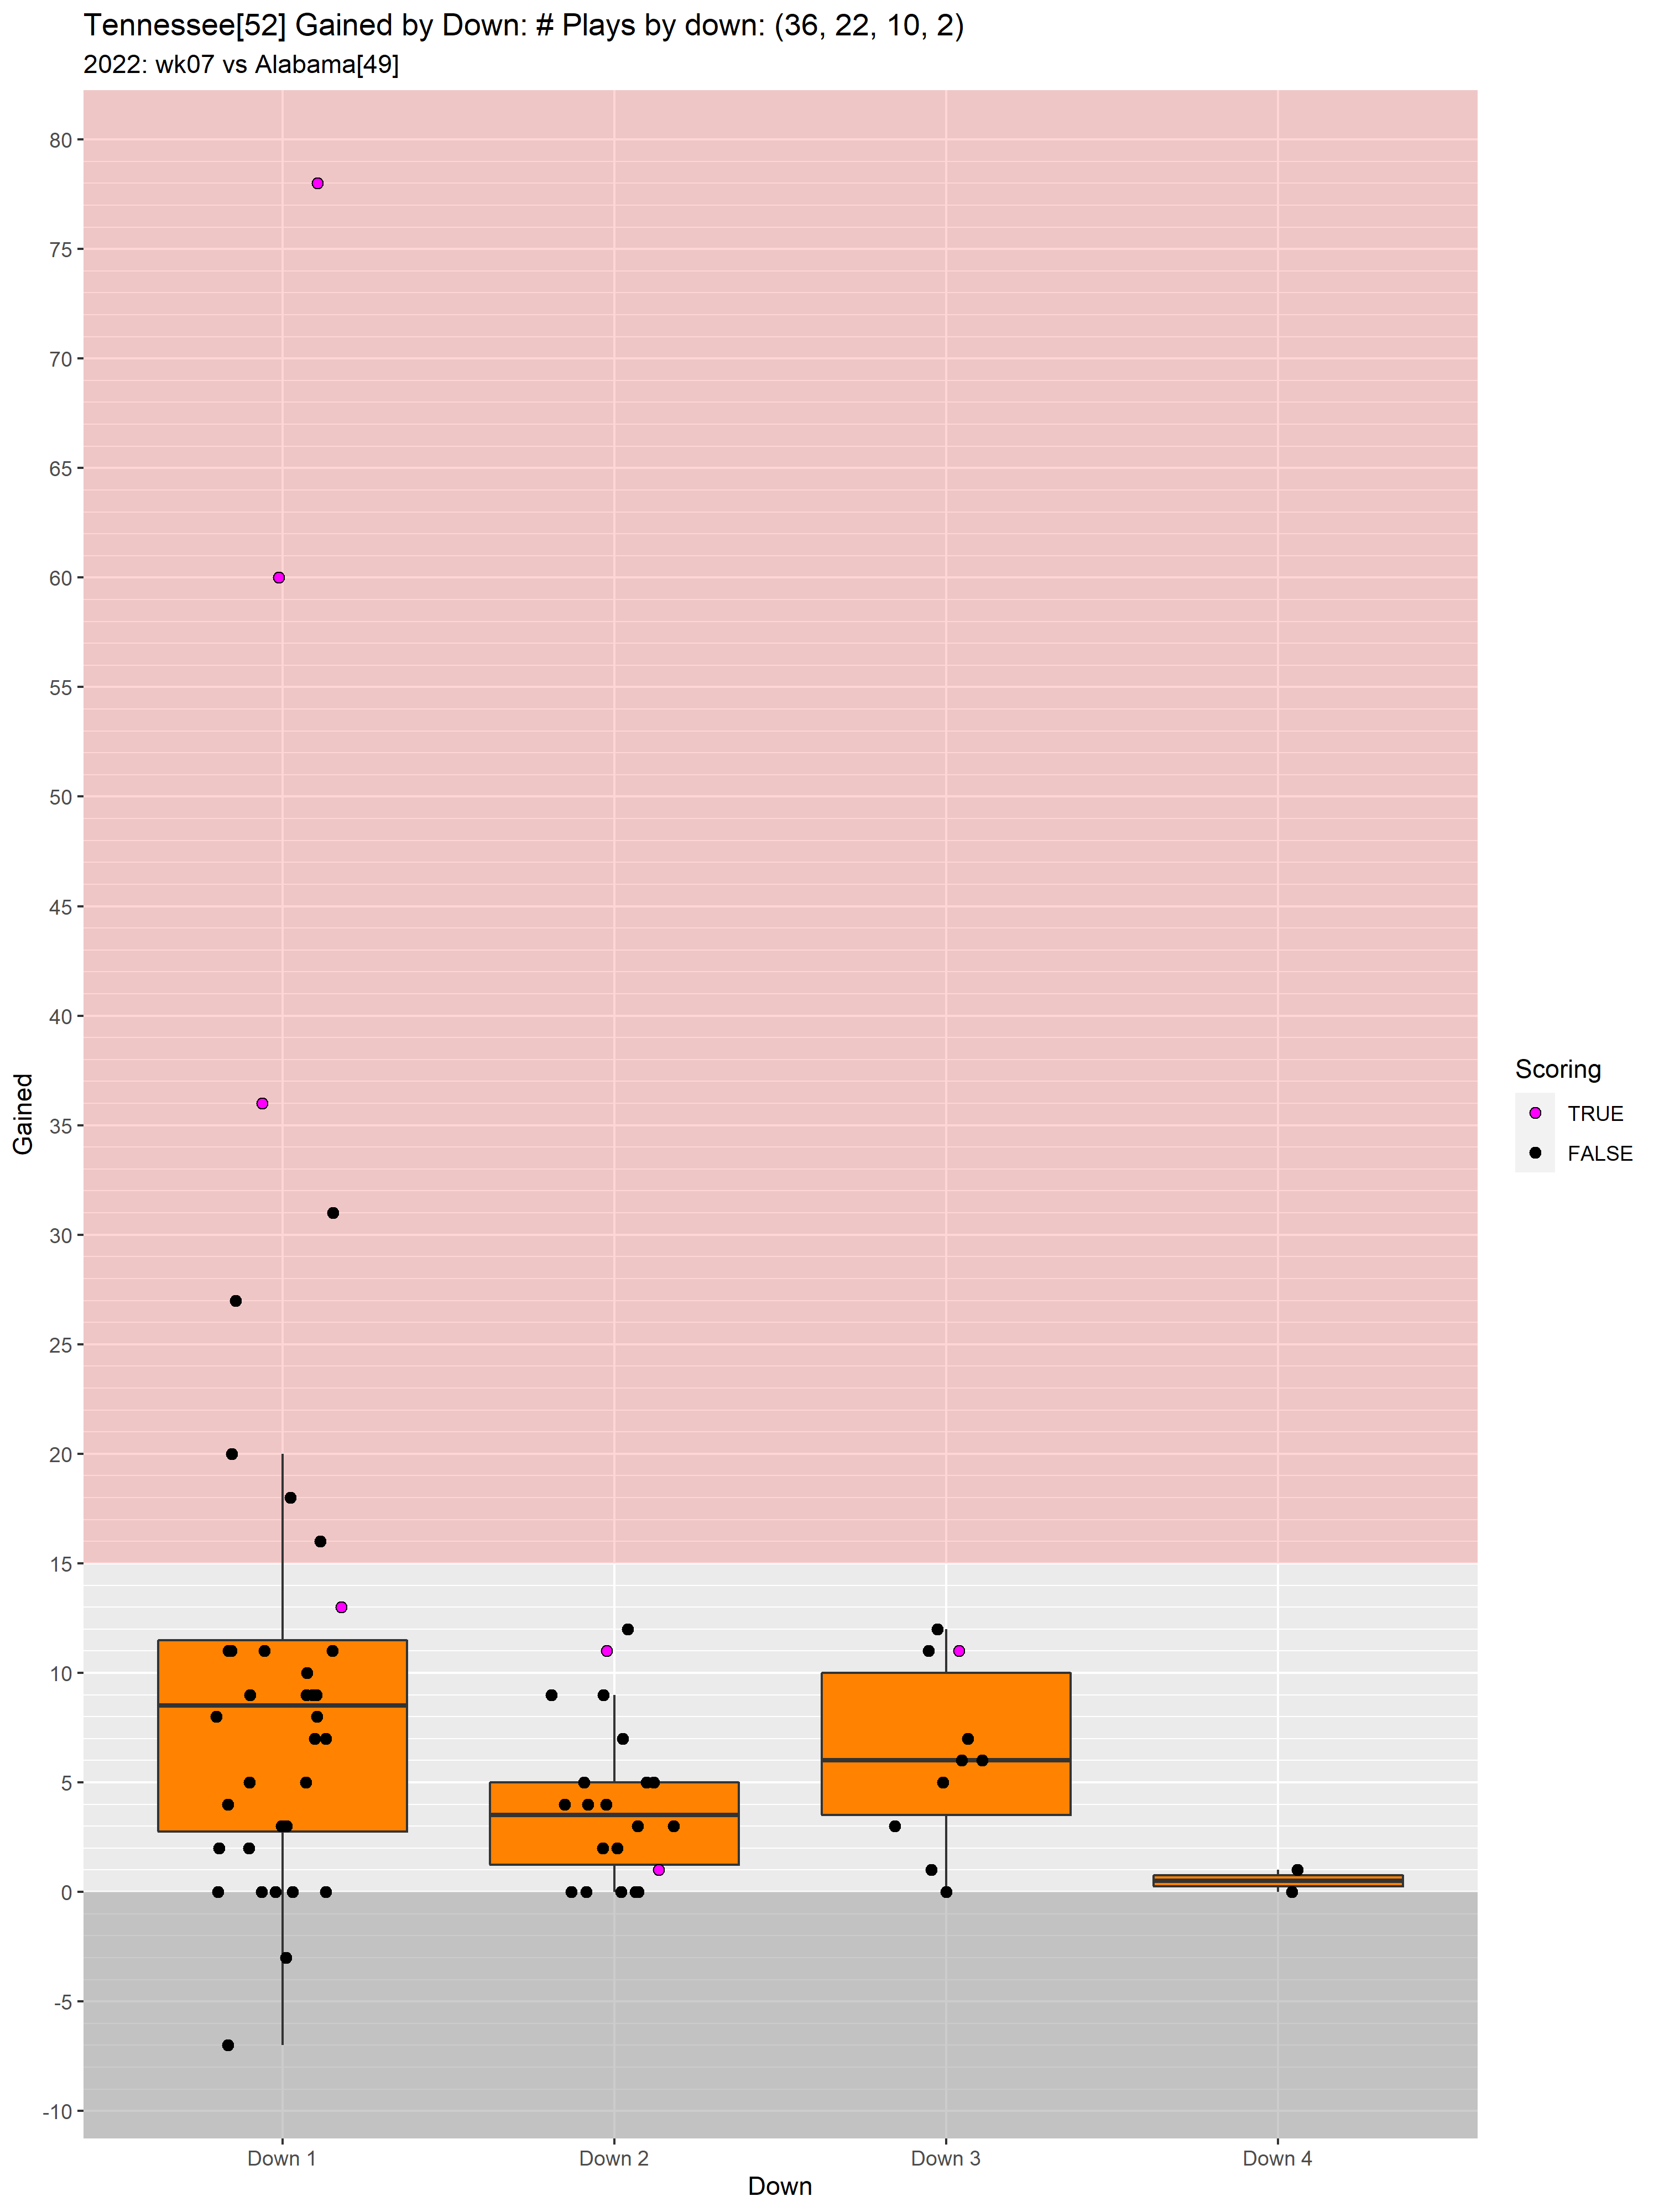 Tennessee[52] Gained by Down: # Plays by down: (36, 22, 10, 2)
2022: wk07 vs Alabama[49]
80
75
70
65
60
55
50
45
40
35
30
25
20
15
10
5
0
-5
-10
Gained
Down 1
Down 2
Down 3
Down 4
Down
Scoring
TRUE
FALSE